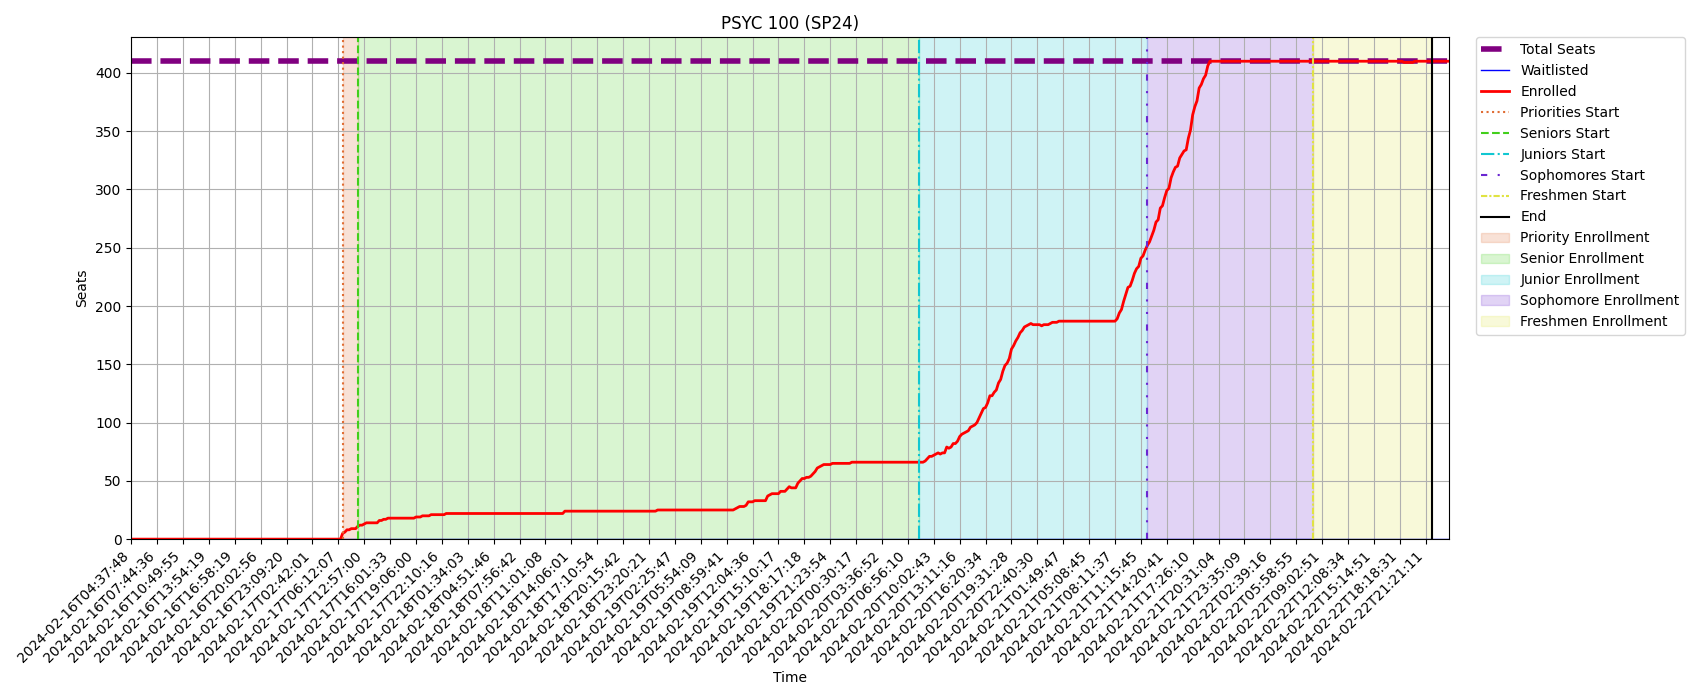 PSYC 100 (SP24)
Seats
400
350
300
250
200
150
100
50
0
2024-02-16T04:37:48
2024-02-16T07:44:36
2024-02-16T10:49:55
2024-02-16T13:54:19
2024-02-16T16:58:19
2024-02-16T20:02:56
2024-02-16T23:09:20
2024-02-17T02:42:01
2024-02-17T06:12:07
2024-02-17T12:57:00
2024-02-17T16:01:33
2024-02-17T19:06:00
2024-02-17T22:10:16
2024-02-18T01:34:03
2024-02-18T04:51:46
2024-02-18T07:56:42
2024-02-18T11:01:08
2024-02-18T14:06:01
2024-02-18T17:10:54
2024-02-18T20:15:42
2024-02-18T23:20:21
2024-02-19T02:25:47
2024-02-19T05:54:09
2024-02-19T08:59:41
2024-02-19T12:04:36
2024-02-19T15:10:17
2024-02-19T18:17:18
2024-02-19T21:23:54
2024-02-20T00:30:17
2024-02-20T03:36:52
2024-02-20T06:56:10
2024-02-20T10:02:43
2024-02-20T13:11:16
2024-02-20T16:20:34
2024-02-20T19:31:28
2024-02-20T22:40:30
2024-02-21T01:49:47
2024-02-21T05:08:45
2024-02-21T08:11:37
2024-02-21T11:15:45
2024-02-21T14:20:41
2024-02-21T17:26:10
2024-02-21T20:31:04
2024-02-21T23:35:09
2024-02-22T02:39:16
2024-02-22T05:58:55
2024-02-22T09:02:51
2024-02-22T12:08:34
2024-02-22T15:14:51
2024-02-22T18:18:31
2024-02-22T21:21:11
Time
Total Seats
Waitlisted
Enrolled
Priorities Start
Seniors Start
Juniors Start
Sophomores Start
Freshmen Start
End
Priority Enrollment
Senior Enrollment
Junior Enrollment
Sophomore Enrollment
Freshmen Enrollment